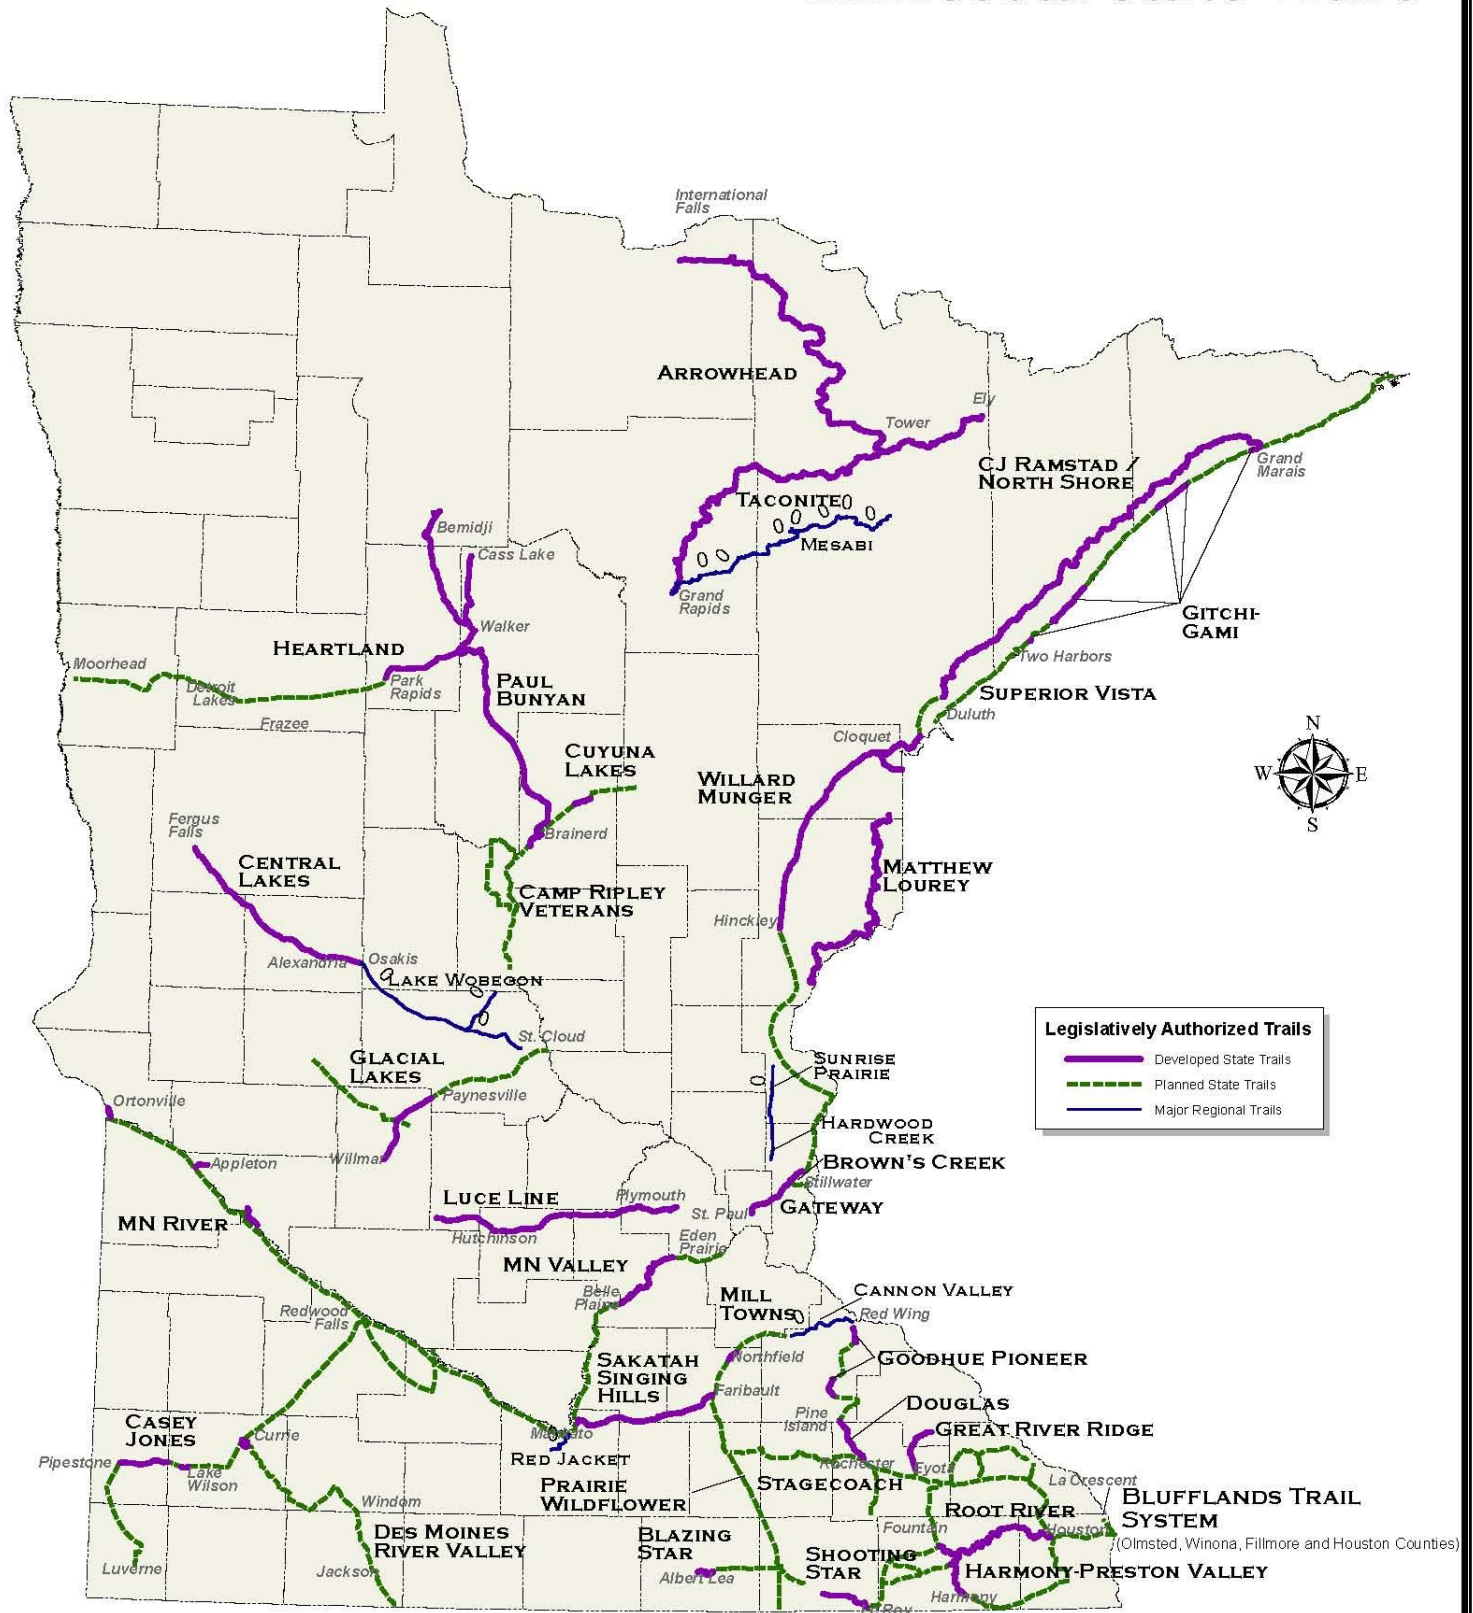 International
Falls
ARROWHEAD
Ely
Tower
CJ RAMSTAD /
NORTH SHORE
Grand
Marais
TACONITE
MESABI
Bemidji
Cass Lake
Grand
Rapids
GITCHI-
GAMI
Walker
HEARTLAND
Moorhead
Detroit
Lakes
Park
Rapids
Frazee
PAUL
BUNYAN
Two Harbors
SUPERIOR VISTA
Duluth
Cloquet
CUYUNA
LAKES
WILLARD
MUNGER
N
W
E
S
Fergus
Falls
Brainerd
CENTRAL
LAKES
MATTHEW
LOUREY
CAMP RIPLEY
VETERANS
Hinckley
Alexandria
Osakis
LAKE WOBEGON
St. Cloud
Legislatively Authorized Trails
Developed State Trails
Planned State Trails
Major Regional Trails
GLACIAL
LAKES
SUNRISE
PRAIRIE
Ortonville
Paynesville
HARDWOOD
CREEK
Appleton
Willmar
BROWN'S CREEK
Stillwater
LUCE LINE
Plymouth
St. Paul
GATEWAY
MN RIVER
Hutchinson
Eden
Prairie
MN VALLEY
Belle
Plaine
MILL
TOWNS
CANNON VALLEY
Red Wing
Redwood
Falls
Northfield
GOODHUE PIONEER
SAKATAH
SINGING
HILLS
Faribault
DOUGLAS
Pine
Island
GREAT RIVER RIDGE
CASEY
JONES
Currie
Mankato
RED JACKET
Pipestone
Lake
Wilson
Rochester
Eyota
STAGECOACH
La Crescent
PRAIRIE
WILDFLOWER
BLUFFLANDS TRAIL
SYSTEM
(Olmsted, Winona, Fillmore and Houston Counties)
Windom
ROOT RIVER
Fountain
Houston
DES MOINES
RIVER VALLEY
BLAZING
STAR
SHOOTING
STAR
HARMONY-PRESTON VALLEY
Luverne
Jackson
Albert Lea
Harmony